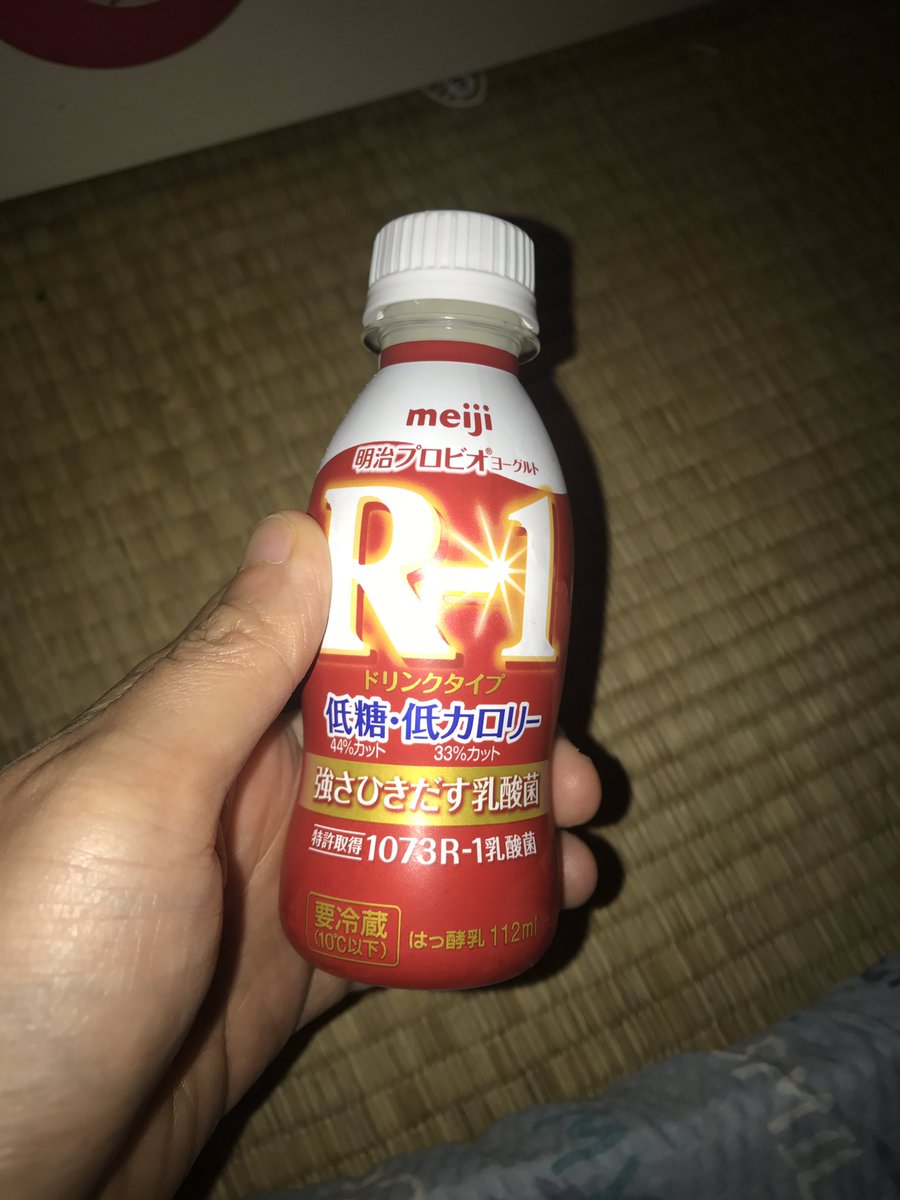 meiji
明治プロビオ®ヨーグルト
R-1
ドリンクタイプ
低糖・低カロリー
44%カット 33%カット
強さひきだす乳酸菌
特許取得 1073R-1乳酸菌
要冷蔵
(10℃以下)
はっ酵乳 112ml